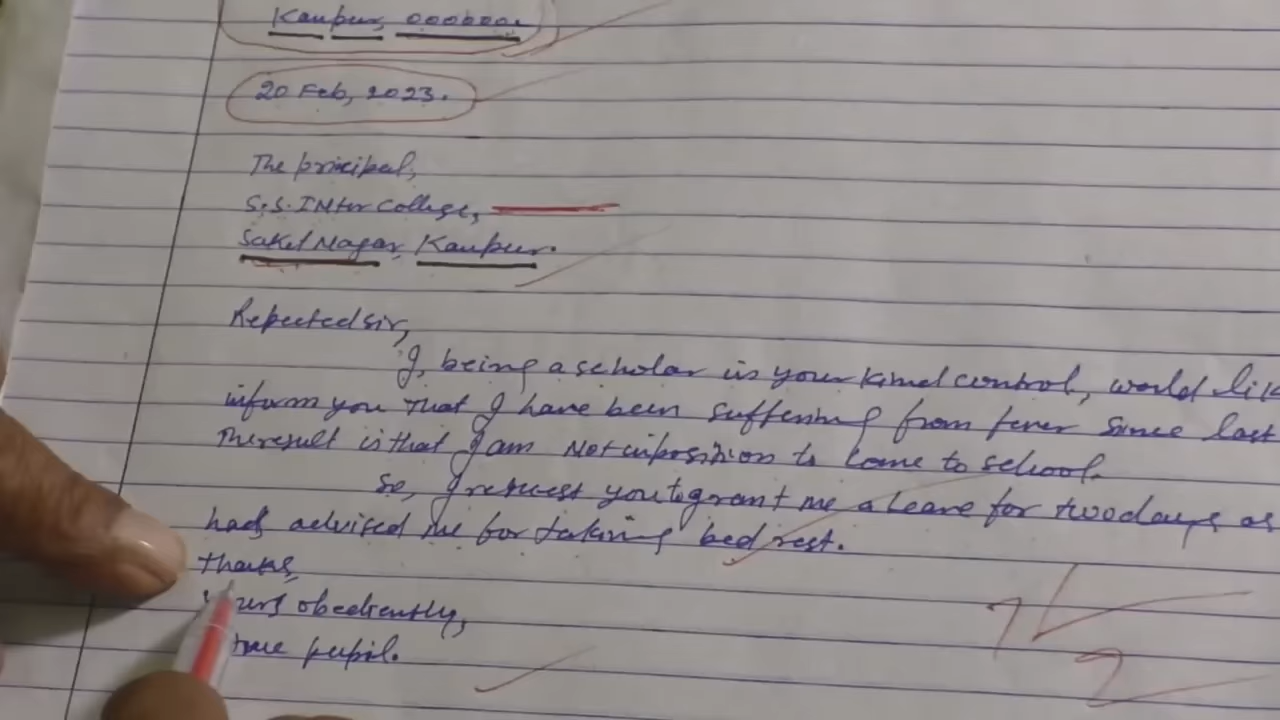 Kanpur, 000000.
20 Feb, 2023.
The principal,
S.S. INter College,
Saket Nagar, Kanpur.
Repected sir,
I, being a scholar in your kind control, would lik
inform you that I have been suffering from fever since last
The result is that I am Not in position to come to school.
So, I request you to grant me a leave for two days as
has advised me for taking bed rest.
thanks,
yours obediently,
true pupil.